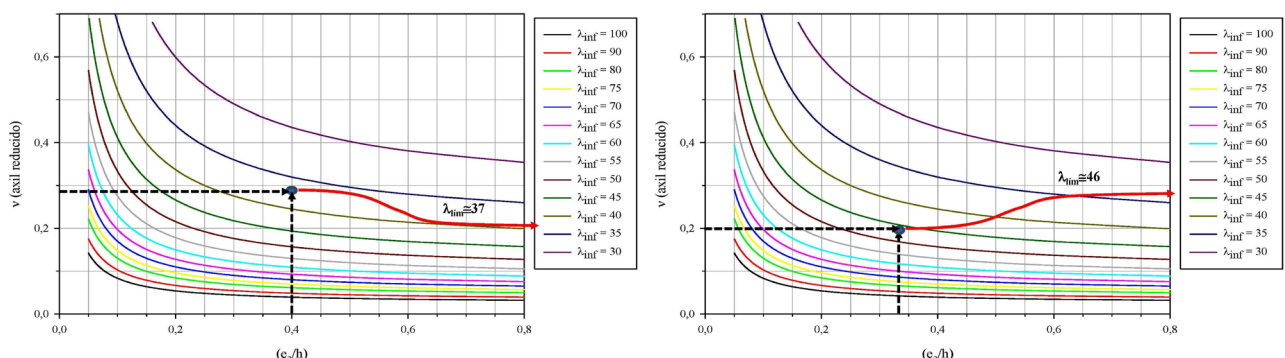 ν (axil reducido)
0,6
0,4
0,2
0,0
0,0 0,2 0,4 0,6 0,8
λlim≅37
λinf = 100
λinf = 90
λinf = 80
λinf = 75
λinf = 70
λinf = 65
λinf = 60
λinf = 55
λinf = 50
λinf = 45
λinf = 40
λinf = 35
λinf = 30
ν (axil reducido)
0,6
0,4
0,2
0,0
0,0 0,2 0,4 0,6 0,8
λlim≅46
λinf = 100
λinf = 90
λinf = 80
λinf = 75
λinf = 70
λinf = 65
λinf = 60
λinf = 55
λinf = 50
λinf = 45
λinf = 40
λinf = 35
λinf = 30